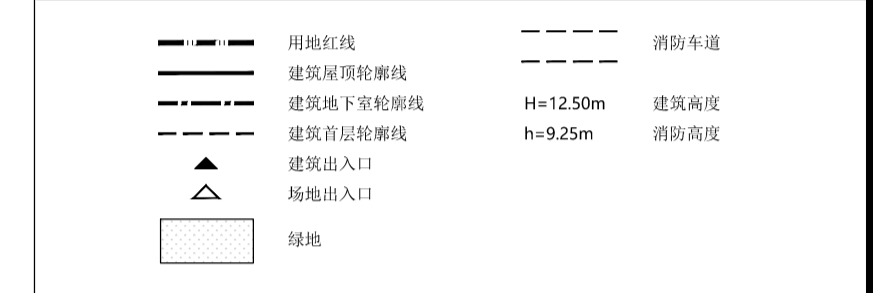 用地红线
建筑屋顶轮廓线
建筑地下室轮廓线
建筑首层轮廓线
建筑出入口
场地出入口
绿地
消防车道
H=12.50m 建筑高度
h=9.25m 消防高度